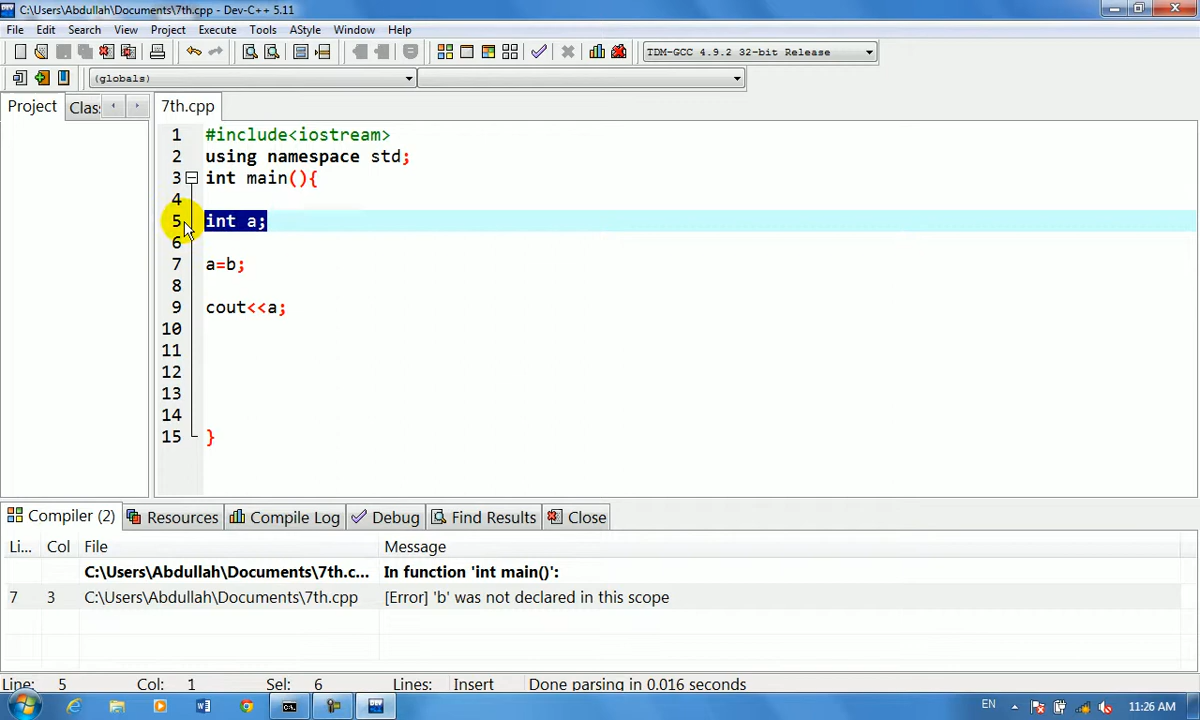 C:\Users\Abdullah\Documents\7th.cpp - Dev-C++ 5.11
File Edit Search View Project Execute Tools AStyle Window Help
TDM-GCC 4.9.2 32-bit Release
(globals)
Project Clas 7th.cpp
1 #include<iostream>
2 using namespace std;
3 int main(){
4
5 int a;
6
7 a=b;
8
9 cout<<a;
10
11
12
13
14
15 }
Compiler (2) Resources Compile Log Debug Find Results Close
Li... Col File Message
C:\Users\Abdullah\Documents\7th.c... In function 'int main()':
7 3 C:\Users\Abdullah\Documents\7th.cpp [Error] 'b' was not declared in this scope
Line: 5 Col: 1 Sel: 6 Lines: Insert Done parsing in 0.016 seconds
EN 11:26 AM